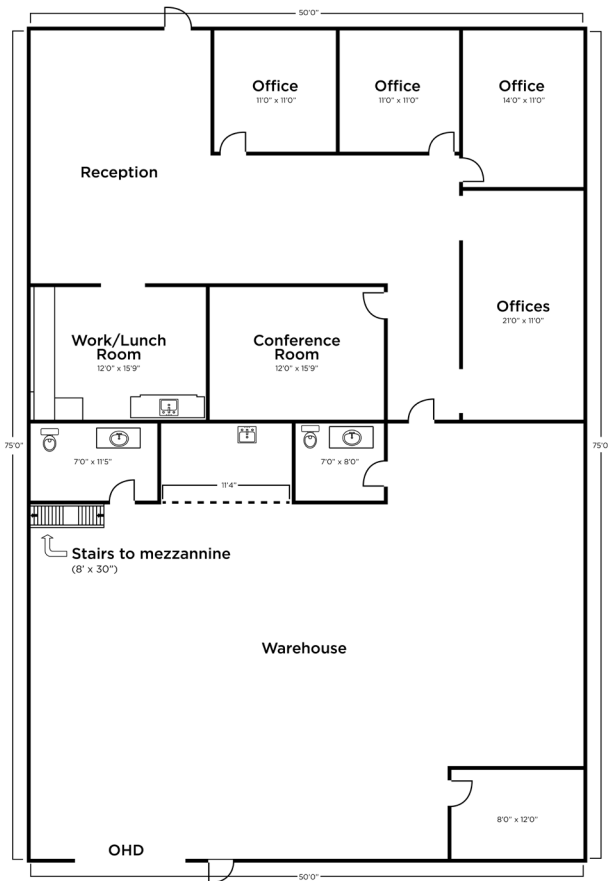 50'0"
Office
11'0" x 11'0"
Office
11'0" x 11'0"
Office
14'0" x 11'0"
Reception
Offices
21'0" x 11'0"
Work/Lunch
Room
12'0" x 15'9"
Conference
Room
12'0" x 15'9"
75'0"
75'0"
7'0" x 11'5"
11'4"
7'0" x 8'0"
Stairs to mezzannine
(8' x 30")
Warehouse
8'0" x 12'0"
OHD
50'0"